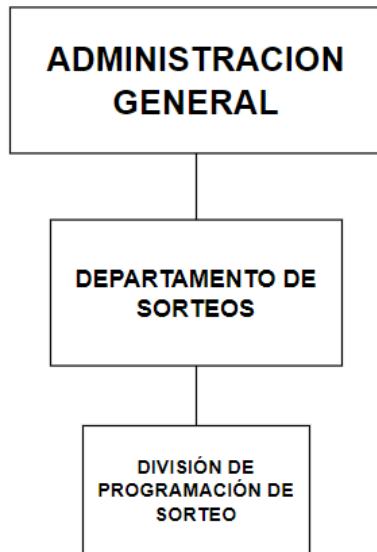 ADMINISTRACION
GENERAL
DEPARTAMENTO DE
SORTEOS
DIVISIÓN DE
PROGRAMACIÓN DE
SORTEO